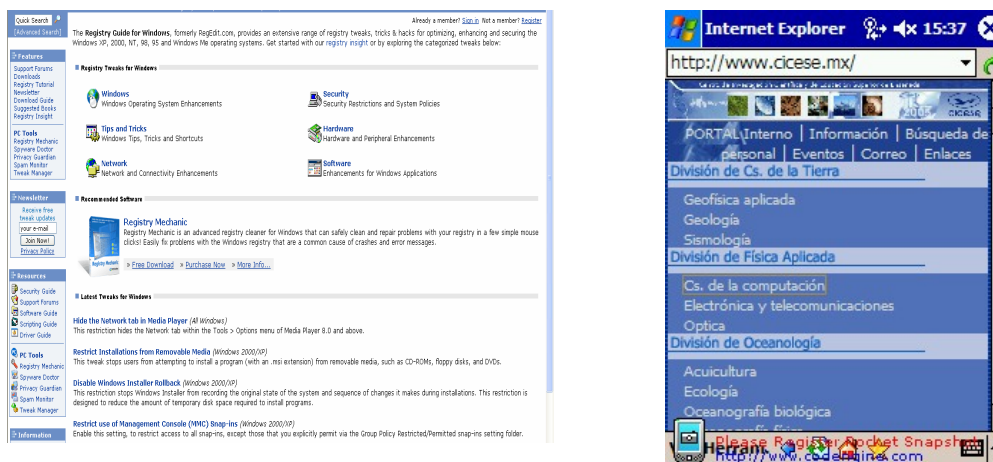 Quick Search
[Advanced Search]
Already a member? Sign in Not a member? Register
The Registry Guide for Windows, formerly RegEdit.com, provides an extensive range of registry tweaks, tricks & hacks for optimizing, enhancing and securing the
Windows XP, 2000, NT, 98, 95 and Windows Me operating systems. Get started with our registry insight or by exploring the categorized tweaks below:
Features
Support Forums
Downloads
Registry Tutorial
Newsletter
Download Guide
Suggested Books
Registry Insight
PC Tools
Registry Mechanic
Spyware Doctor
Privacy Guardian
Spam Monitor
Tweak Manager
Newsletter
Receive free
tweak updates
your e-mail
Join Now!
Privacy Policy
Resources
Security Guide
Support Forums
Software Guide
Scripting Guide
Driver Guide
PC Tools
Registry Mechanic
Spyware Doctor
Privacy Guardian
Spam Monitor
Tweak Manager
Information
Registry Tweaks for Windows
Windows
Windows Operating System Enhancements
Security
Security Restrictions and System Policies
Tips and Tricks
Windows Tips, Tricks and Shortcuts
Hardware
Hardware and Peripheral Enhancements
Network
Network and Connectivity Enhancements
Software
Enhancements for Windows Applications
Recommended Software
Registry Mechanic
Registry Mechanic is an advanced registry cleaner for Windows that can safely clean and repair problems with your registry in a few simple mouse
clicks! Easily fix problems with the Windows registry that are a common cause of crashes and error messages.
Registry Mechanic
» Free Download » Purchase Now » More Info...
Latest Tweaks for Windows
Hide the Network tab in Media Player (All Windows)
This restriction hides the Network tab within the Tools > Options menu of Media Player 8.0 and above.
Restrict Installations from Removable Media (Windows 2000/XP)
This tweak stops users from attempting to install a program (with an .msi extension) from removable media, such as CD-ROMs, floppy disks, and DVDs.
Disable Windows Installer Rollback (Windows 2000/XP)
This restriction stops Windows Installer from recording the original state of the system and sequence of changes it makes during installations. This restriction is
designed to reduce the amount of temporary disk space required to install programs.
Restrict use of Management Console (MMC) Snap-ins (Windows 2000/XP)
Enable this setting, to restrict access to all snap-ins, except those that you explicitly permit via the Group Policy Restricted/Permitted snap-ins setting folder.
Internet Explorer 15:37
http://www.cicese.mx/
2005 CICESE
PORTAL Interno | Información | Búsqueda de
personal | Eventos | Correo | Enlaces
División de Cs. de la Tierra
Geofísica aplicada
Geología
Sismología
División de Física Aplicada
Cs. de la computación
Electrónica y telecomunicaciones
Optica
División de Oceanología
Acuicultura
Ecología
Oceanografía biológica
Please Register Pocket Snapshot
http://www.codengine.com